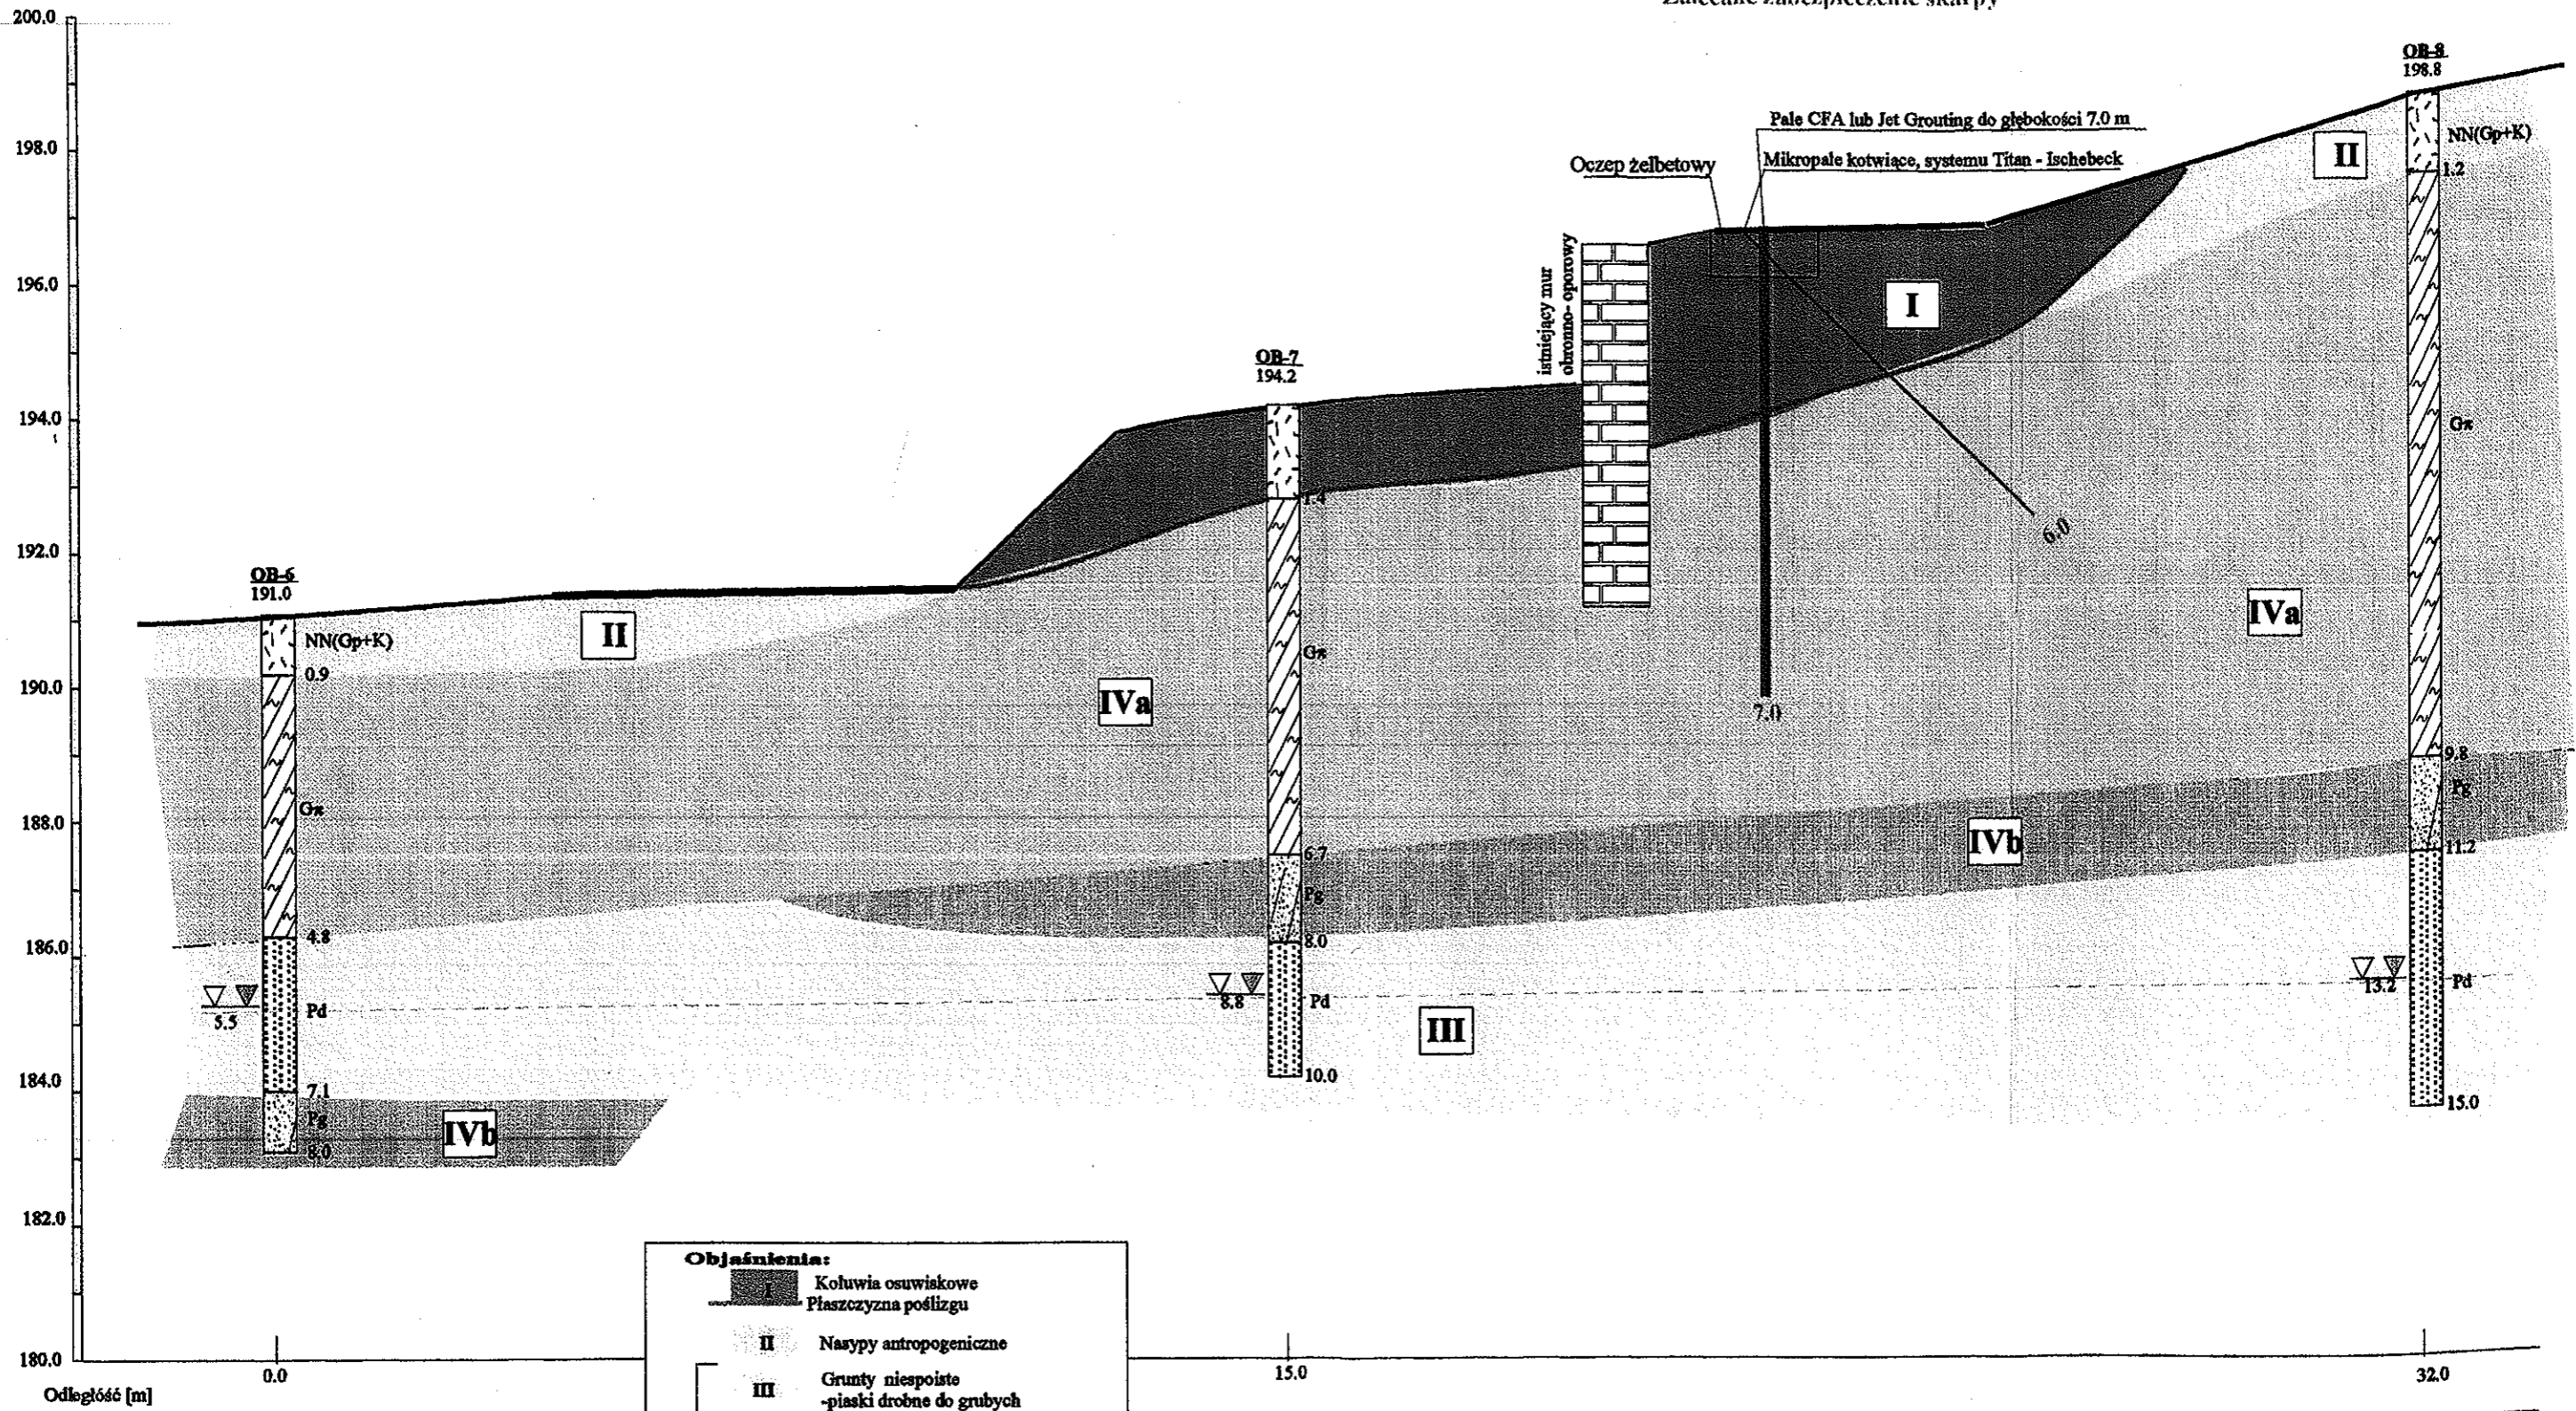 Zalecane zabezpieczenie skarpy
200.0
198.0
196.0
194.0
192.0
190.0
188.0
186.0
184.0
182.0
180.0
Odległość [m]
0.0
15.0
32.0
OB-6
191.0
NN(Gp+K)
0.9
Gπ
4.8
5.5
Pd
7.1
Pg
8.0
II
IVb
OB-7
194.2
1.4
Gπ
6.7
Pg
8.0
8.8
Pd
10.0
IVa
III
istniejący mur
obronno- oporowy
Oczep żelbetowy
Pale CFA lub Jet Grouting do głębokości 7.0 m
Mikropale kotwiące, systemu Titan - Ischebeck
I
6.0
7.0
OB-8
198.8
II
NN(Gp+K)
1.2
Gπ
IVa
9.8
Pg
IVb
11.2
13.2
Pd
15.0
Objaśnienia:
I Koluwia osuwiskowe
Płaszczyzna poślizgu
II Nasypy antropogeniczne
III Grunty niespoiste
-piaski drobne do grubych